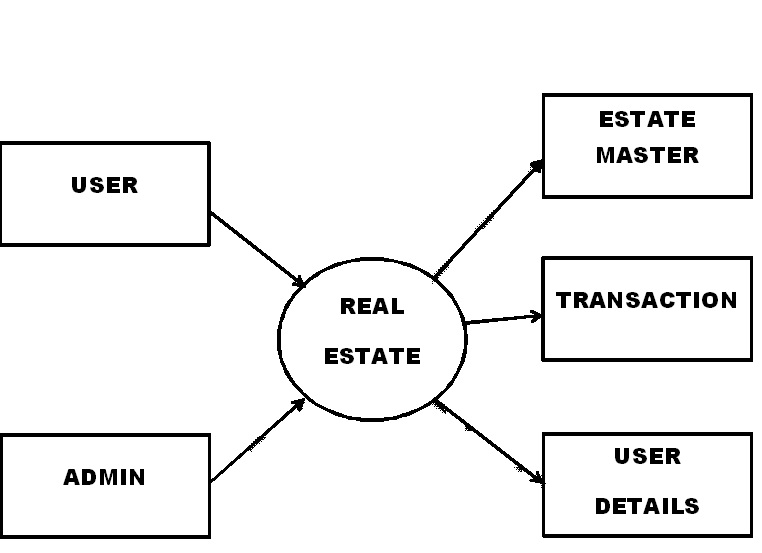 USER
ADMIN
REAL
ESTATE
ESTATE
MASTER
TRANSACTION
USER
DETAILS